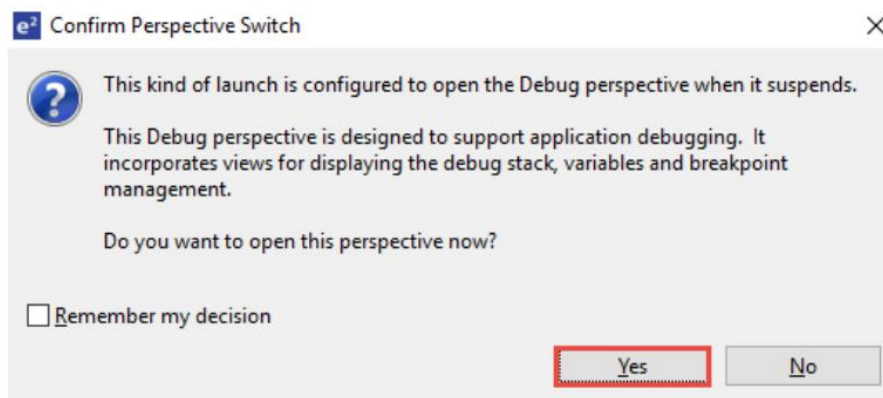 e² Confirm Perspective Switch
This kind of launch is configured to open the Debug perspective when it suspends.
This Debug perspective is designed to support application debugging. It
incorporates views for displaying the debug stack, variables and breakpoint
management.
Do you want to open this perspective now?
Remember my decision
Yes No